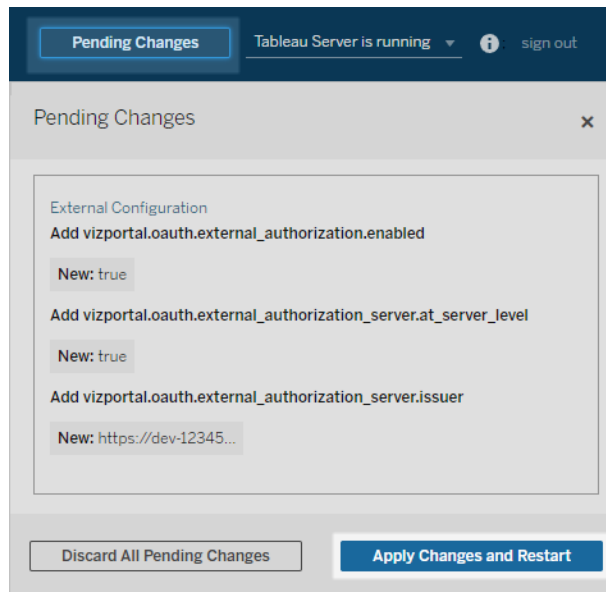 Pending Changes
Tableau Server is running
i
sign out
Pending Changes
×
External Configuration
Add vizportal.oauth.external_authorization.enabled
New: true
Add vizportal.oauth.external_authorization_server.at_server_level
New: true
Add vizportal.oauth.external_authorization_server.issuer
New: https://dev-12345...
Discard All Pending Changes
Apply Changes and Restart